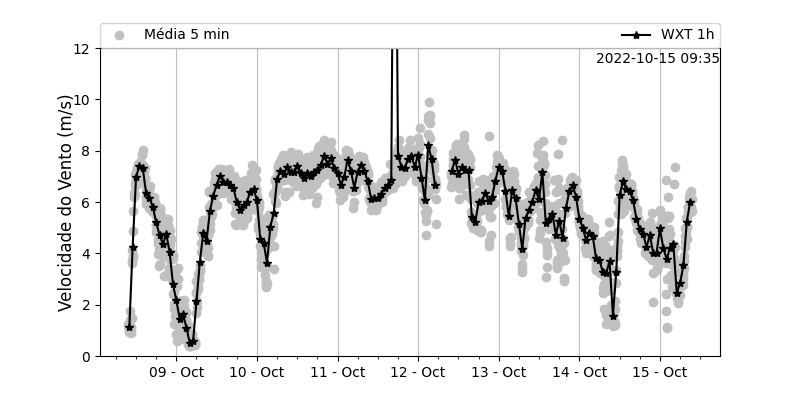 Média 5 min
WXT 1h
2022-10-15 09:35
Velocidade do Vento (m/s)
12
10
8
6
4
2
0
09 - Oct
10 - Oct
11 - Oct
12 - Oct
13 - Oct
14 - Oct
15 - Oct